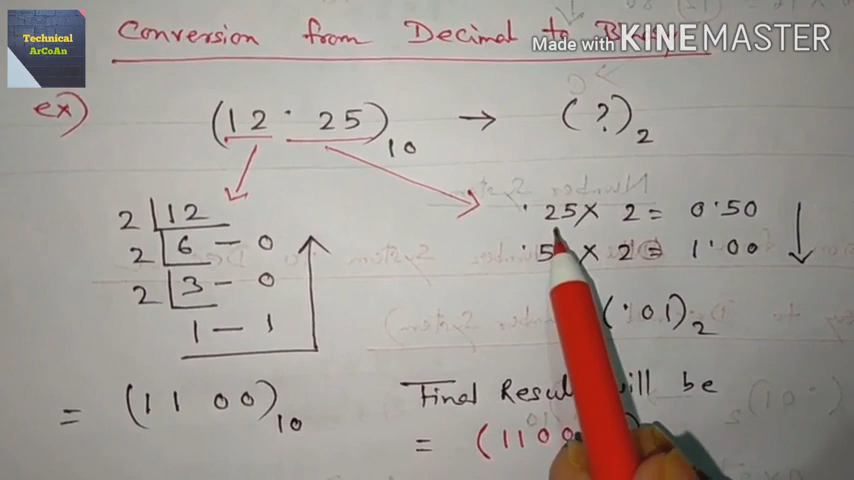 Technical
ArCoAn
Made with KINEMASTER
Conversion from Decimal to
ex) (12.25)10 → (?)2
2 12
2 6 - 0
2 3 - 0
1 - 1
= (1100)10
.25 x 2 = 0.50
.5 x 2 = 1.00
(.01)2
Final Result will be
= (1100